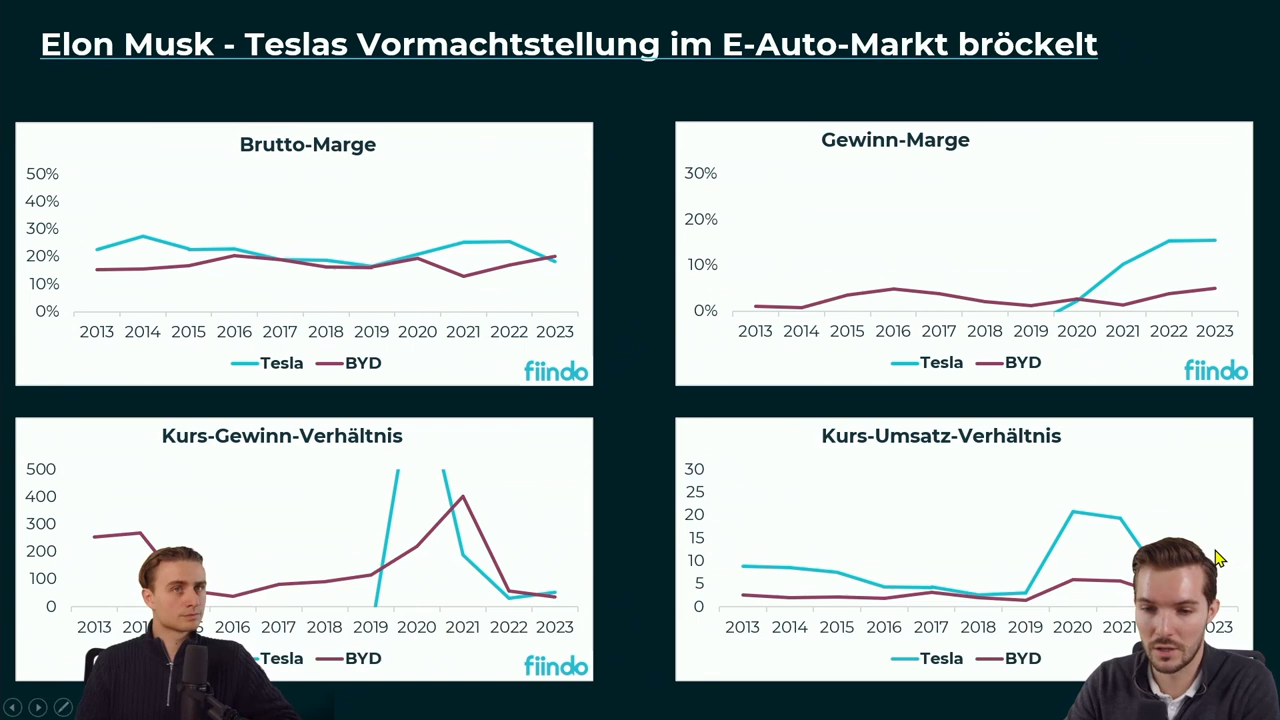 Elon Musk - Teslas Vormachtstellung im E-Auto-Markt bröckelt
Brutto-Marge
50%
40%
30%
20%
10%
0%
2013 2014 2015 2016 2017 2018 2019 2020 2021 2022 2023
Tesla BYD
fiindo
Gewinn-Marge
30%
20%
10%
0%
2013 2014 2015 2016 2017 2018 2019 2020 2021 2022 2023
Tesla BYD
fiindo
Kurs-Gewinn-Verhältnis
500
400
300
200
100
0
2013 2016 2017 2018 2019 2020 2021 2022 2023
Tesla BYD
fiindo
Kurs-Umsatz-Verhältnis
30
25
20
15
10
5
0
2013 2014 2015 2016 2017 2018 2019 2020 2021
Tesla BYD